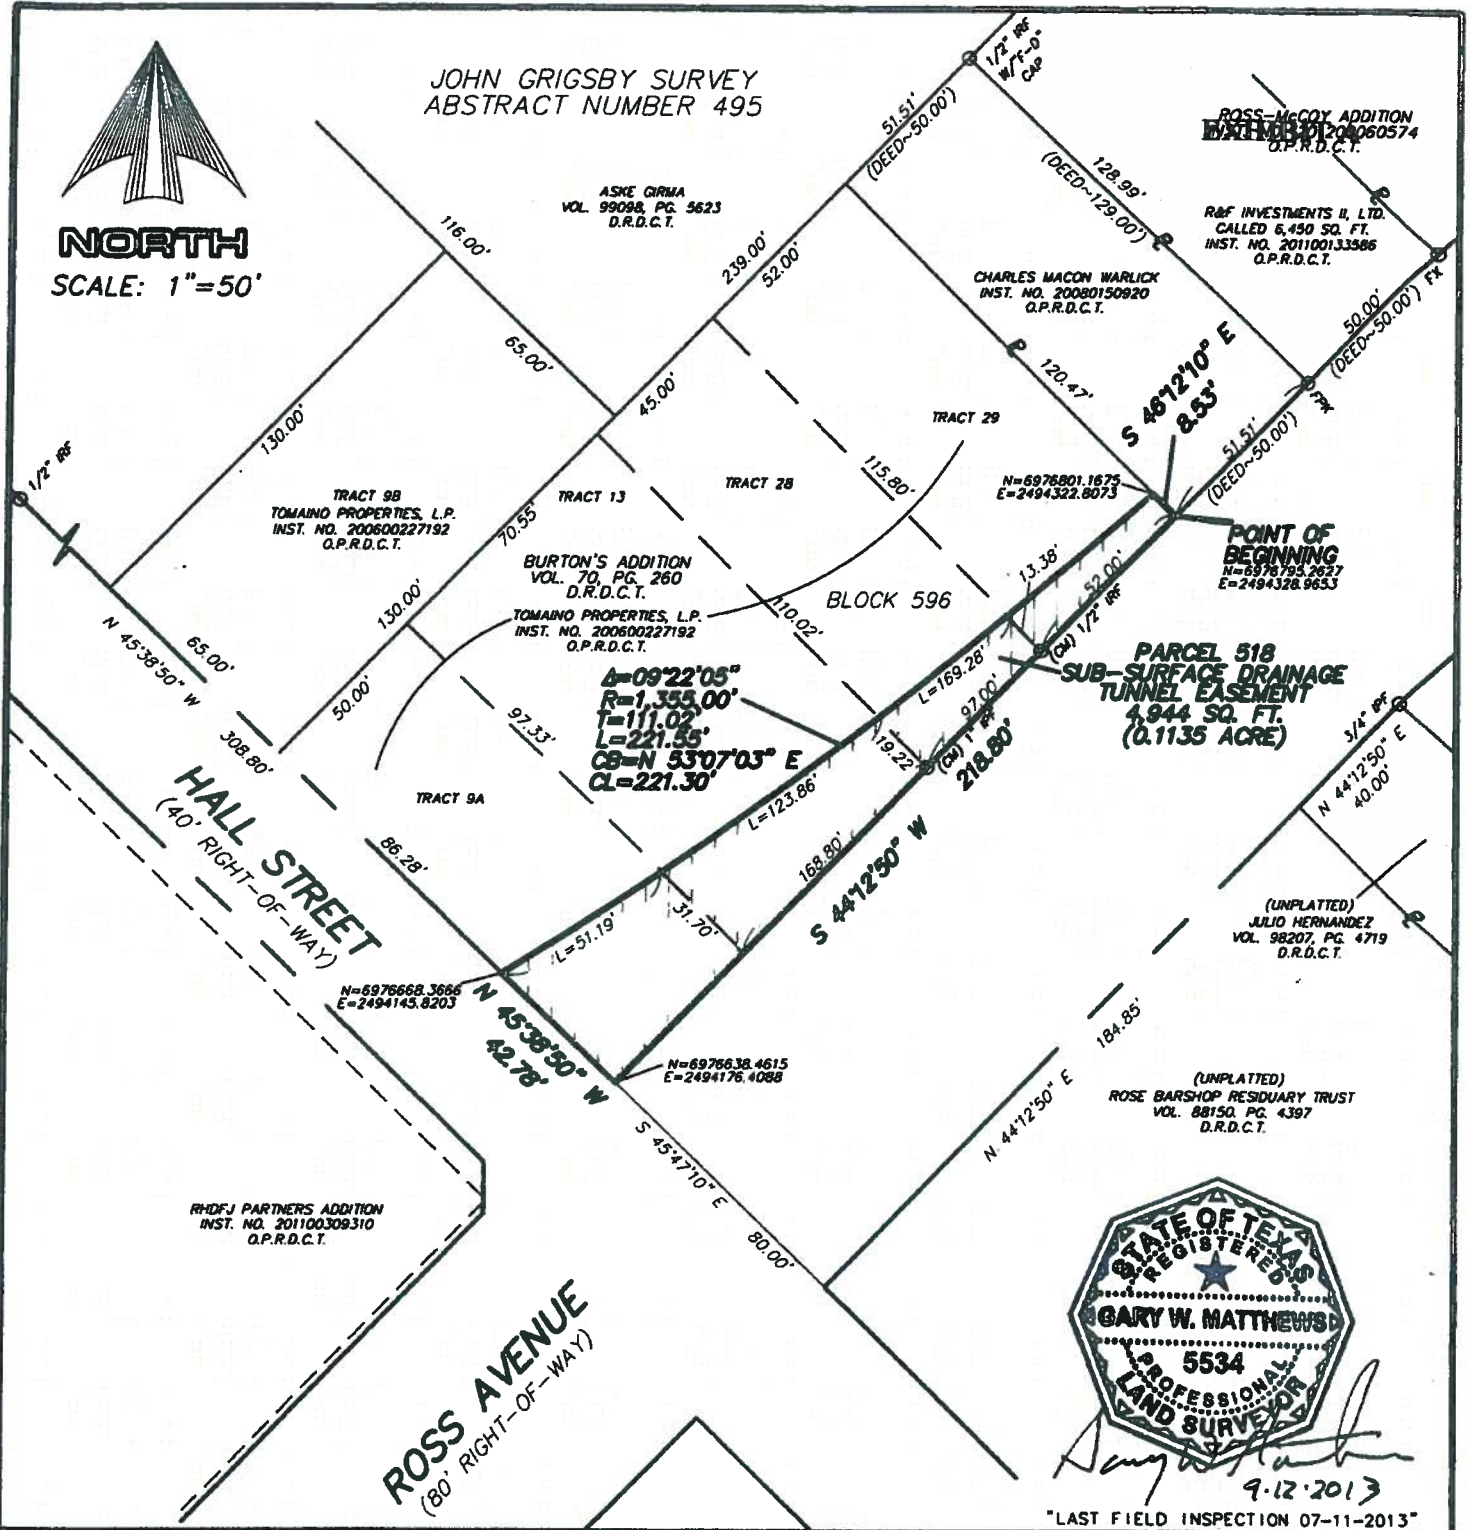 JOHN GRIGSBY SURVEY
ABSTRACT NUMBER 495
NORTH
SCALE: 1"=50'
1/2" IRF
W/"F-D"
CAP
51.51'
(DEED~50.00')
ROSS-McCOY ADDITION
O.P.R.D.C.T.
128.99'
(DEED~129.00')
ASKE GIRMA
VOL. 99098, PG. 5623
D.R.D.C.T.
R&F INVESTMENTS II, LTD.
CALLED 6,450 SQ. FT.
INST. NO. 201100133586
O.P.R.D.C.T.
116.00'
239.00'
52.00'
CHARLES MACON WARLICK
INST. NO. 20080150920
O.P.R.D.C.T.
FX
50.00'
(DEED~50.00')
65.00'
45.00'
120.47'
S 46°12'10" E
8.53'
FPK
130.00'
TRACT 29
51.51'
(DEED~50.00')
1/2" IRF
115.80'
TRACT 28
N=6976801.1675
E=2494322.8073
TRACT 9B
TOMAINO PROPERTIES, L.P.
INST. NO. 200600227192
O.P.R.D.C.T.
TRACT 13
70.55'
POINT OF
BEGINNING
N=6976795.2627
E=2494328.9653
BURTON'S ADDITION
VOL. 70, PG. 260
D.R.D.C.T.
13.38'
52.00'
BLOCK 596
130.00'
TOMAINO PROPERTIES, L.P.
INST. NO. 200600227192
O.P.R.D.C.T.
110.02'
(CM) 1/2" IRF
N 45°38'50" W
65.00'
PARCEL 518
SUB-SURFACE DRAINAGE
TUNNEL EASEMENT
4,944 SQ. FT.
(0.1135 ACRE)
Δ=09°22'05"
R=1,355.00'
T=111.02'
L=221.55'
CB=N 53°07'03" E
CL=221.30'
L=169.28'
97.00'
50.00'
97.33'
3/4" IPF
19.22'
(CM) 1" IPF
218.80'
308.80'
N 44°12'50" E
40.00'
HALL STREET
(40' RIGHT-OF-WAY)
TRACT 9A
L=123.86'
86.28'
168.80'
S 44°12'50" W
31.70'
L=51.19'
(UNPLATTED)
JULIO HERNANDEZ
VOL. 98207, PG. 4719
D.R.D.C.T.
N=6976668.3666
E=2494145.8203
N 45°38'50" W
42.78'
184.85'
N=6976638.4615
E=2494176.4088
N 44°12'50" E
(UNPLATTED)
ROSE BARSHOP RESIDUARY TRUST
VOL. 88150, PG. 4397
D.R.D.C.T.
S 45°47'10" E
80.00'
RHDFJ PARTNERS ADDITION
INST. NO. 201100309310
O.P.R.D.C.T.
ROSS AVENUE
(80' RIGHT-OF-WAY)
STATE OF TEXAS
REGISTERED
GARY W. MATTHEWS
5534
PROFESSIONAL
LAND SURVEYOR
9·12·2013
"LAST FIELD INSPECTION 07-11-2013"